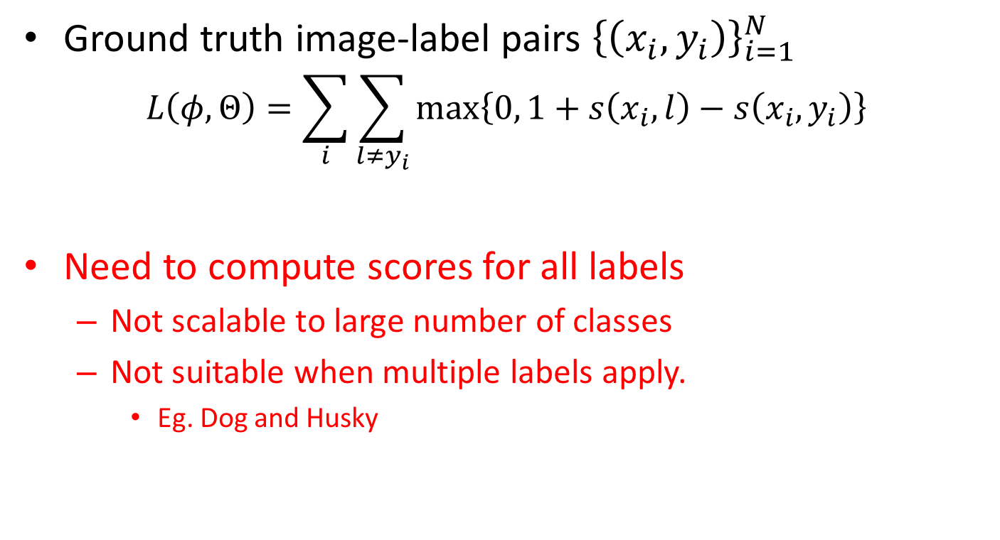 • Ground truth image-label pairs {(x_i, y_i)}_{i=1}^N
L(ϕ, Θ) = ∑_i ∑_{l≠y_i} max{0, 1 + s(x_i, l) − s(x_i, y_i)}
• Need to compute scores for all labels
– Not scalable to large number of classes
– Not suitable when multiple labels apply.
• Eg. Dog and Husky